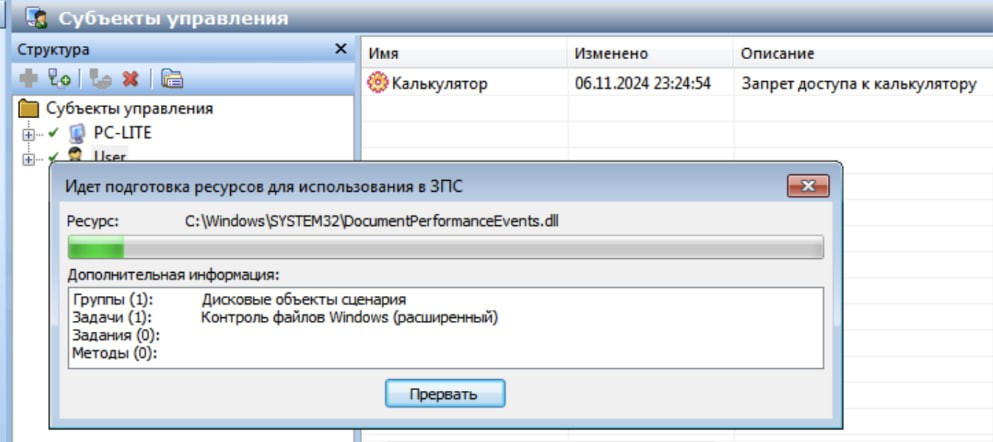 Субъекты управления
Структура
Имя Изменено Описание
Калькулятор 06.11.2024 23:24:54 Запрет доступа к калькулятору
Субъекты управления
PC-LITE
User
Идет подготовка ресурсов для использования в ЗПС
Ресурс: C:\Windows\SYSTEM32\DocumentPerformanceEvents.dll
Дополнительная информация:
Группы (1): Дисковые объекты сценария
Задачи (1): Контроль файлов Windows (расширенный)
Задания (0):
Методы (0):
Прервать